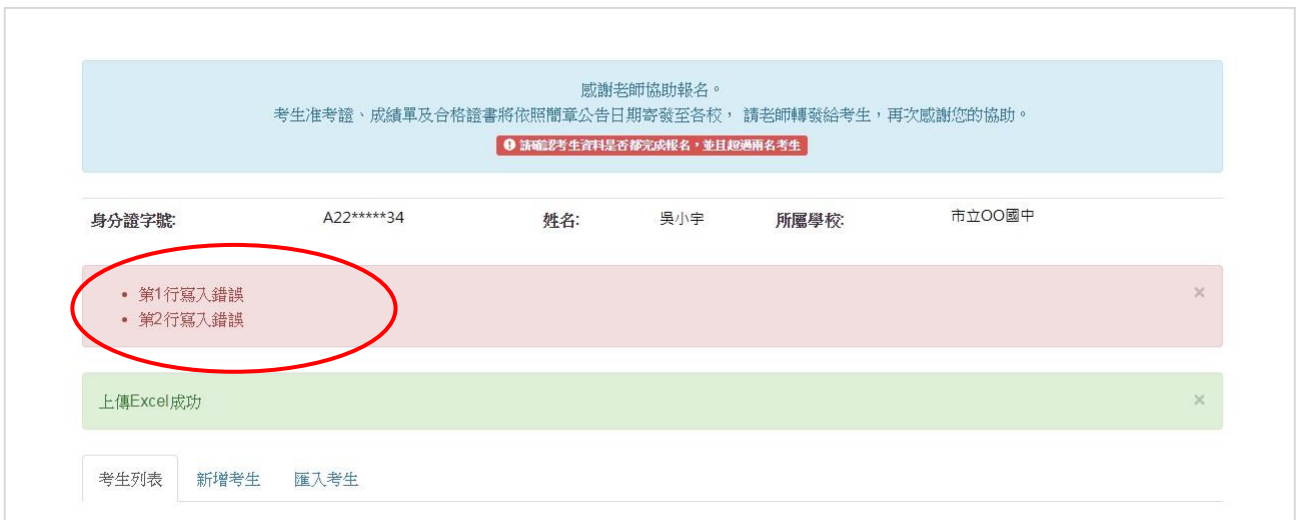 感謝老師協助報名。
考生准考證、成績單及合格證書將依照簡章公告日期寄發至各校， 請老師轉發給考生，再次感謝您的協助。
請確認考生資料是否都完成報名，並且超過兩名考生
身分證字號: A22*****34 姓名: 吳小宇 所屬學校: 市立OO國中
第1行寫入錯誤
第2行寫入錯誤
上傳Excel成功
考生列表 新增考生 匯入考生